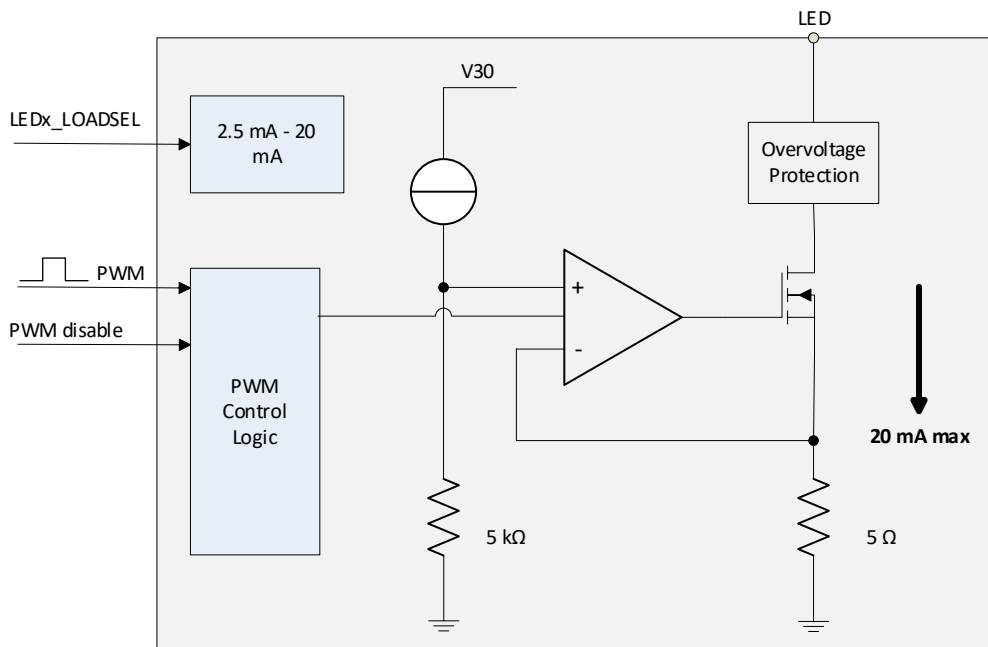 LED
V30
LEDx_LOADSEL
2.5 mA - 20
mA
Overvoltage
Protection
PWM
+
PWM disable
-
PWM
Control
Logic
20 mA max
5 kΩ
5 Ω